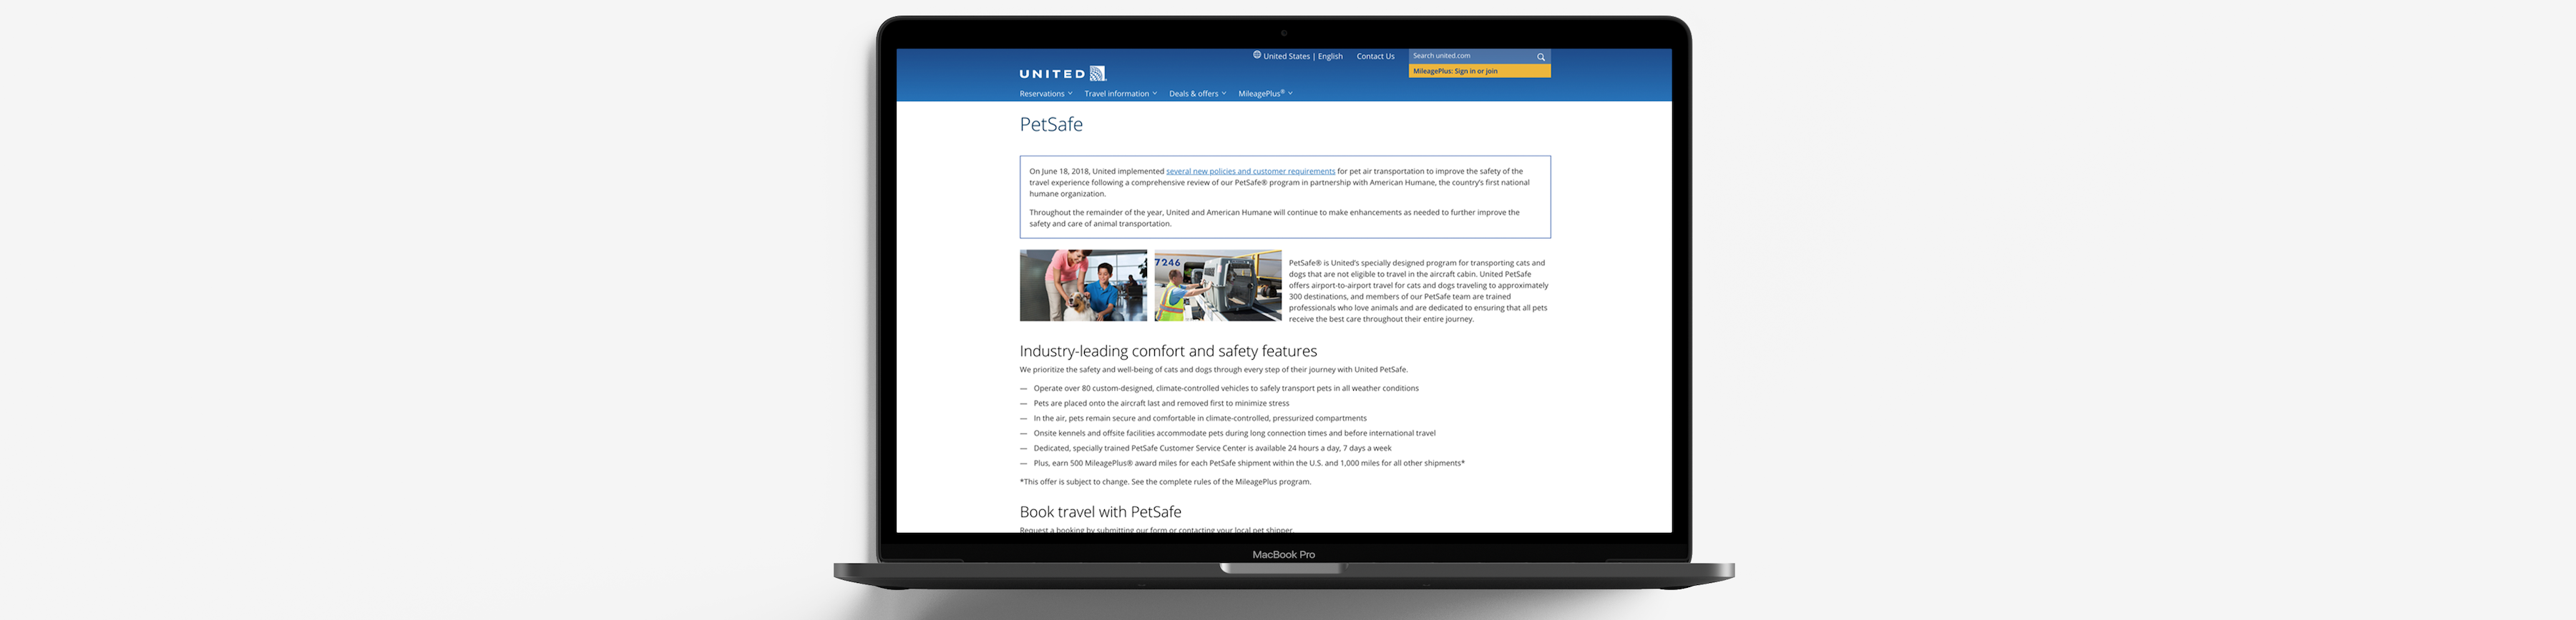 United States | English
Contact Us
Search united.com
MileagePlus: Sign in or join
UNITED
Reservations
Travel information
Deals & offers
MileagePlus®
PetSafe
On June 18, 2018, United implemented several new policies and customer requirements for pet air transportation to improve the safety of the
travel experience following a comprehensive review of our PetSafe® program in partnership with American Humane, the country's first national
humane organization.
Throughout the remainder of the year, United and American Humane will continue to make enhancements as needed to further improve the
safety and care of animal transportation.
7246
PetSafe® is United's specially designed program for transporting cats and
dogs that are not eligible to travel in the aircraft cabin. United PetSafe
offers airport-to-airport travel for cats and dogs traveling to approximately
300 destinations, and members of our PetSafe team are trained
professionals who love animals and are dedicated to ensuring that all pets
receive the best care throughout their entire journey.
Industry-leading comfort and safety features
We prioritize the safety and well-being of cats and dogs through every step of their journey with United PetSafe.
— Operate over 80 custom-designed, climate-controlled vehicles to safely transport pets in all weather conditions
— Pets are placed onto the aircraft last and removed first to minimize stress
— In the air, pets remain secure and comfortable in climate-controlled, pressurized compartments
— Onsite kennels and offsite facilities accommodate pets during long connection times and before international travel
— Dedicated, specially trained PetSafe Customer Service Center is available 24 hours a day, 7 days a week
— Plus, earn 500 MileagePlus® award miles for each PetSafe shipment within the U.S. and 1,000 miles for all other shipments*
*This offer is subject to change. See the complete rules of the MileagePlus program.
Book travel with PetSafe
Request a booking by submitting our form or contacting your local pet shipper.
MacBook Pro